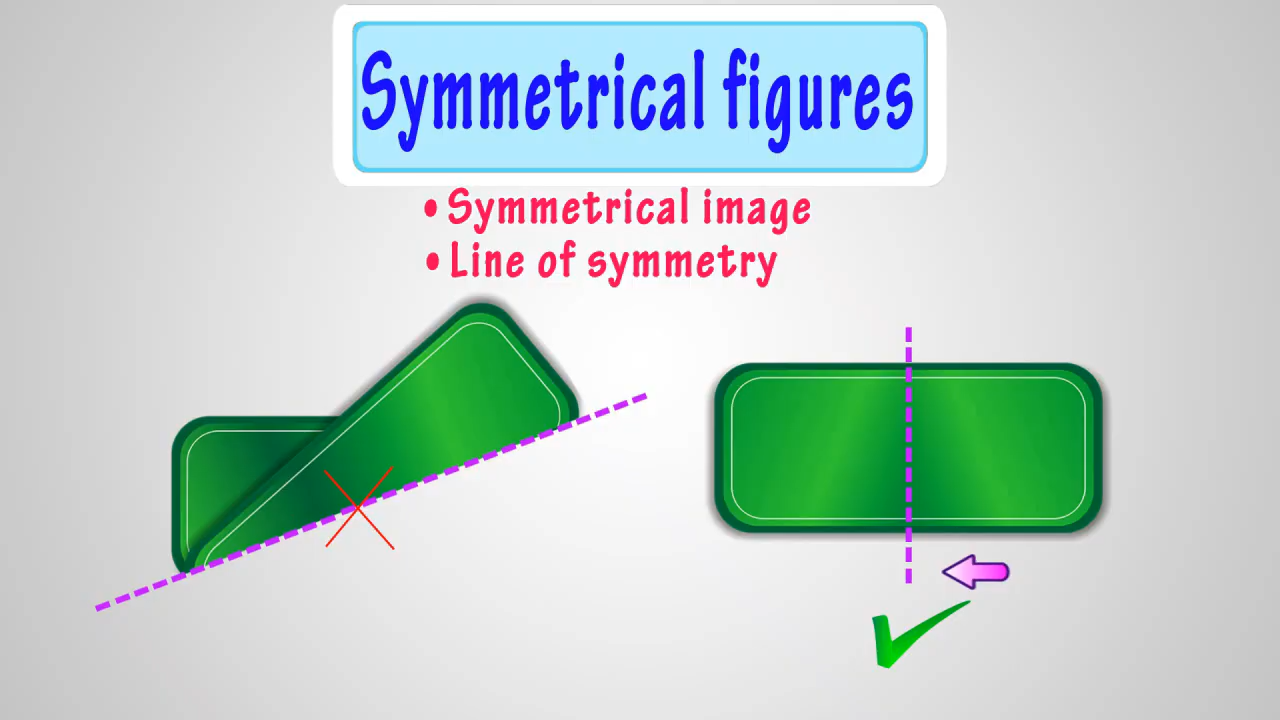 Symmetrical figures
• Symmetrical image
• Line of symmetry